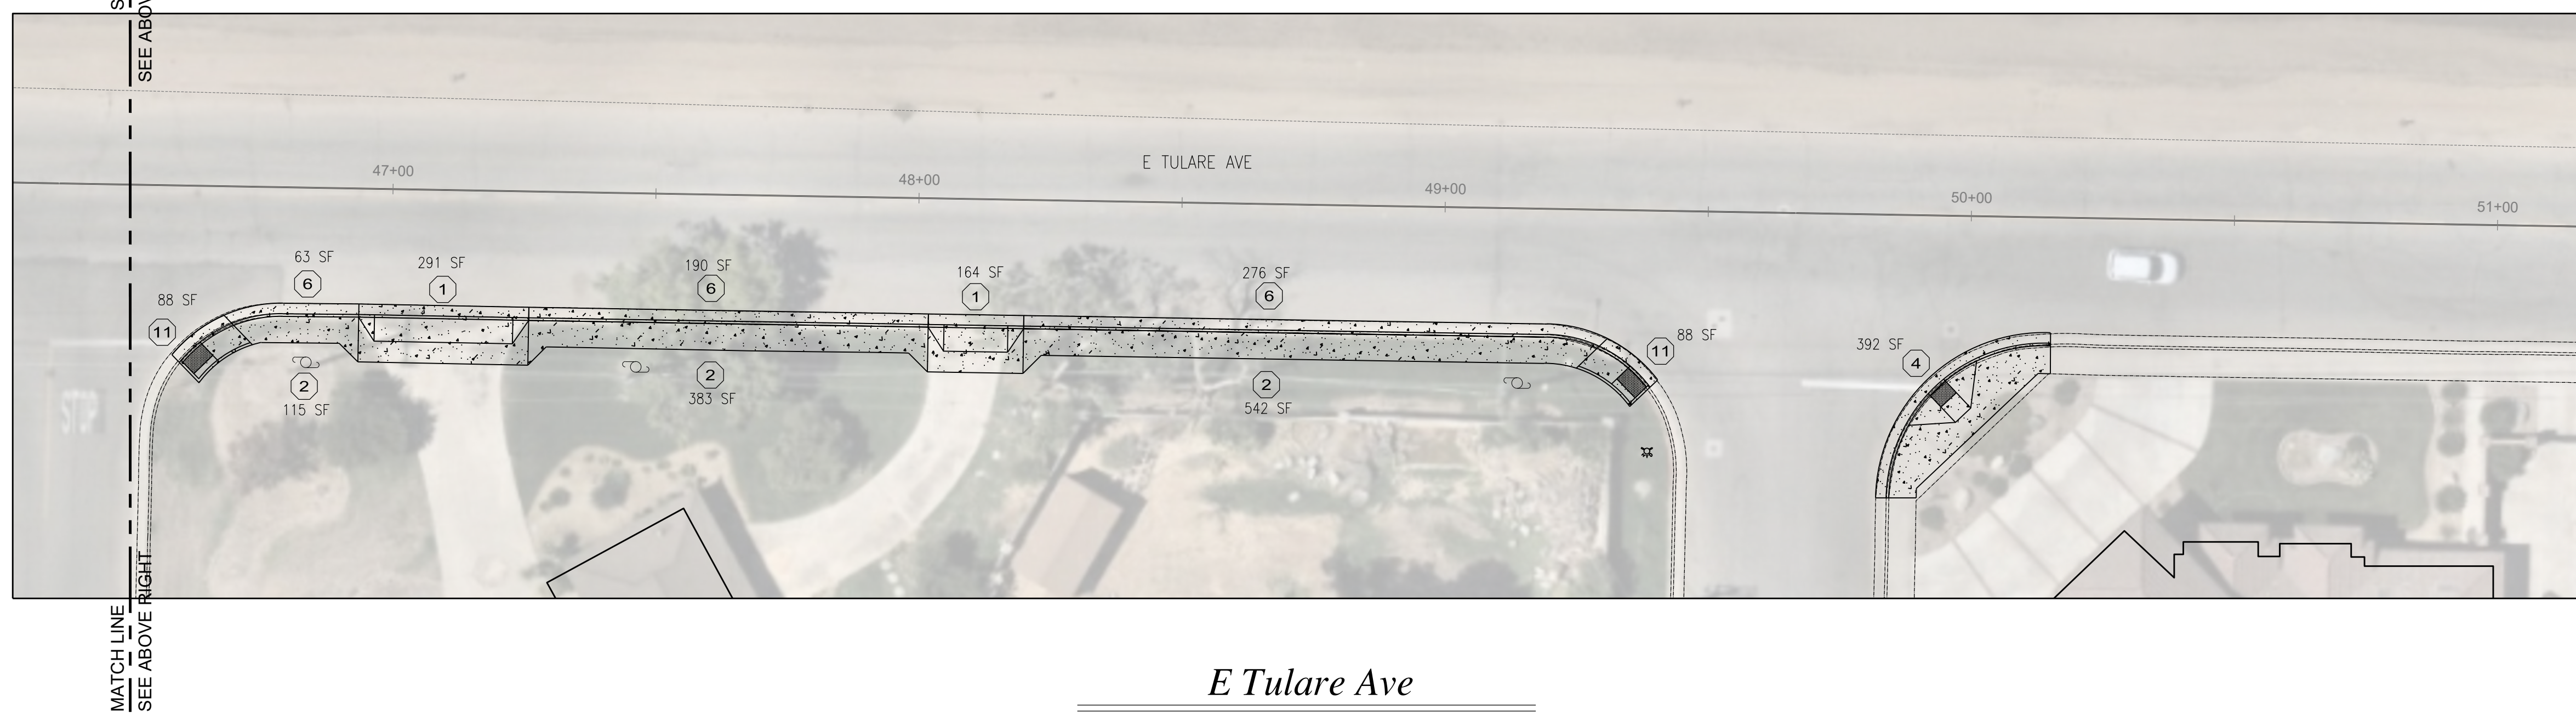 SEE ABOV
E TULARE AVE
47+00
48+00
49+00
50+00
51+00
63 SF
6
291 SF
1
190 SF
6
164 SF
1
276 SF
6
88 SF
11
88 SF
11
392 SF
4
2
115 SF
2
383 SF
2
542 SF
STOP
MATCH LINE
SEE ABOVE RIGHT
E Tulare Ave